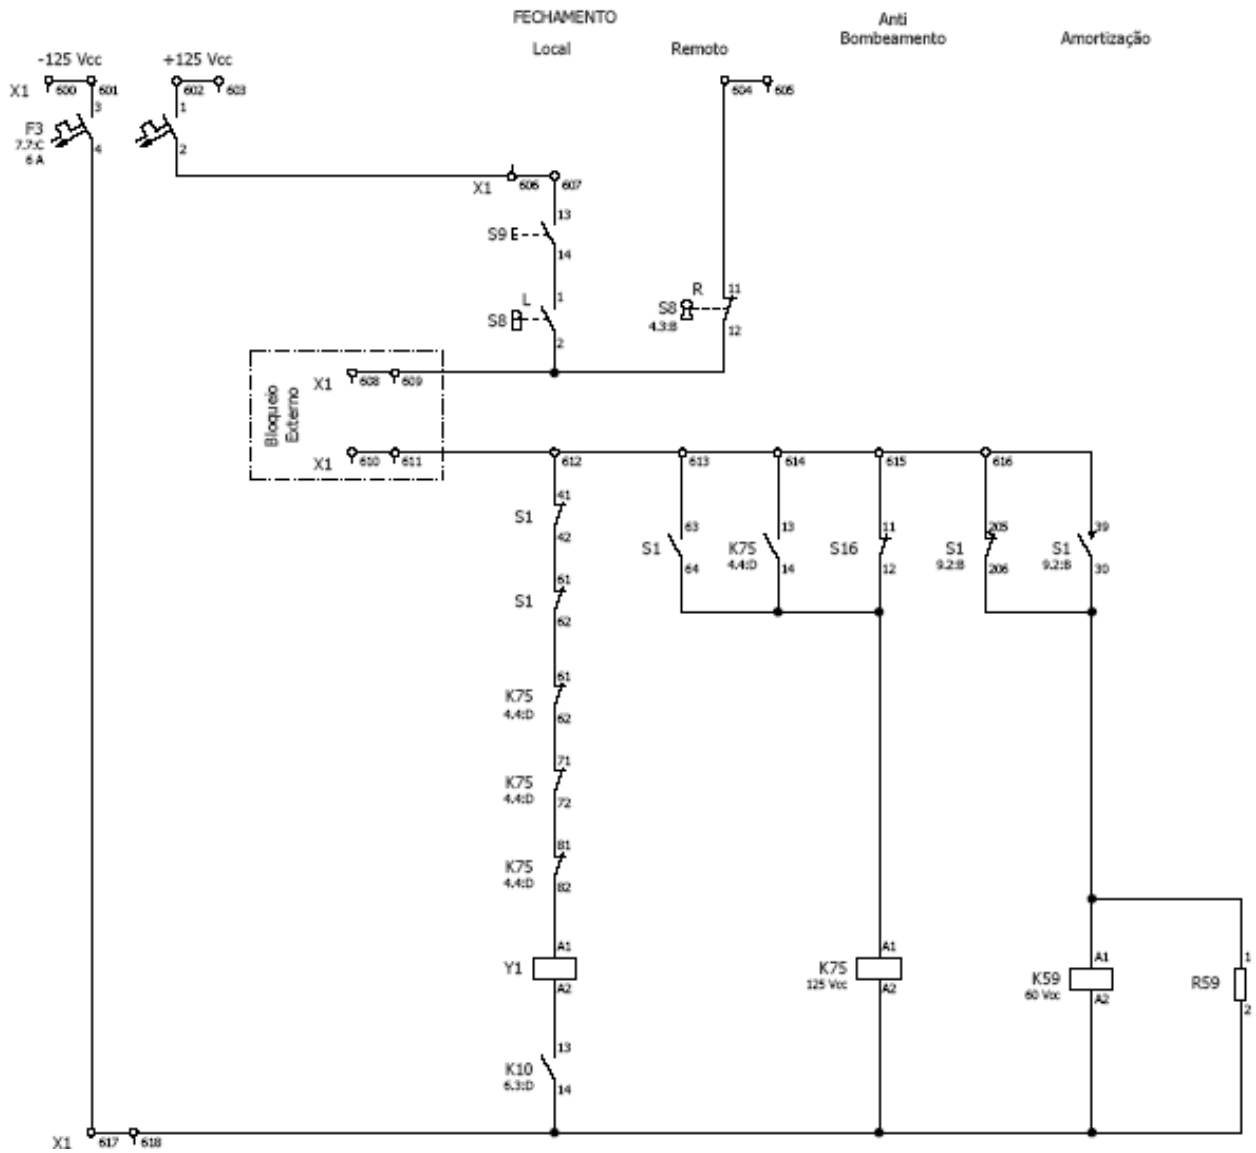 FECHAMENTO
Anti
Bombeamento
Local
Remoto
Amortização
-125 Vcc
+125 Vcc
X1
600
601
602
603
604
605
3
1
F3
7.7:C
6 A
4
2
X1
606
607
13
S9
14
1
L
S8
2
R
11
S8
4.3:B
12
Bloqueio
Externo
X1
608
609
X1
610
611
612
613
614
615
616
41
S1
42
63
S1
64
13
K75
4.4:D
14
11
S16
12
205
S1
9.2:B
206
39
S1
9.2:B
30
61
S1
62
61
K75
4.4:D
62
71
K75
4.4:D
72
81
K75
4.4:D
82
A1
Y1
A2
A1
K75
125 Vcc
A2
A1
K59
60 Vcc
A2
1
R59
2
13
K10
6.3:D
14
X1
617
618